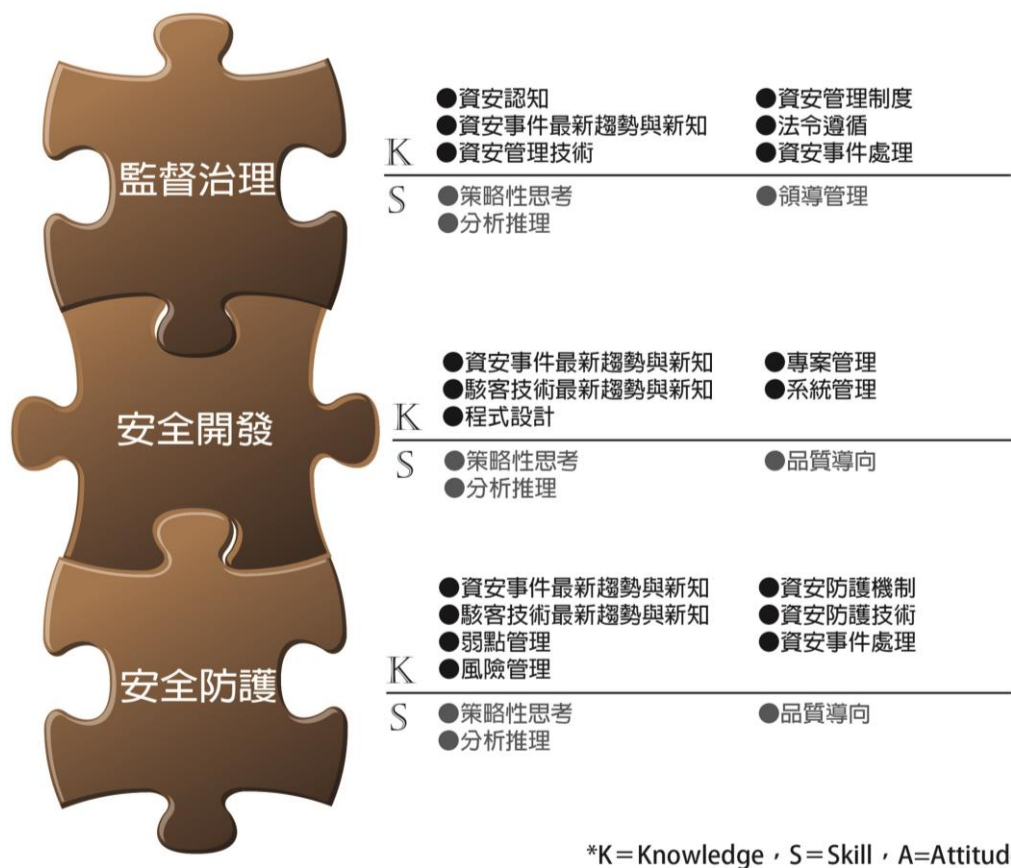 監督治理
●資安認知 ●資安管理制度
●資安事件最新趨勢與新知 ●法令遵循
K ●資安管理技術 ●資安事件處理
S ●策略性思考 ●領導管理
●分析推理
安全開發
●資安事件最新趨勢與新知 ●專案管理
●駭客技術最新趨勢與新知 ●系統管理
K ●程式設計
S ●策略性思考 ●品質導向
●分析推理
安全防護
●資安事件最新趨勢與新知 ●資安防護機制
●駭客技術最新趨勢與新知 ●資安防護技術
●弱點管理 ●資安事件處理
K ●風險管理
S ●策略性思考 ●品質導向
●分析推理
*K=Knowledge,S=Skill,A=Attitud